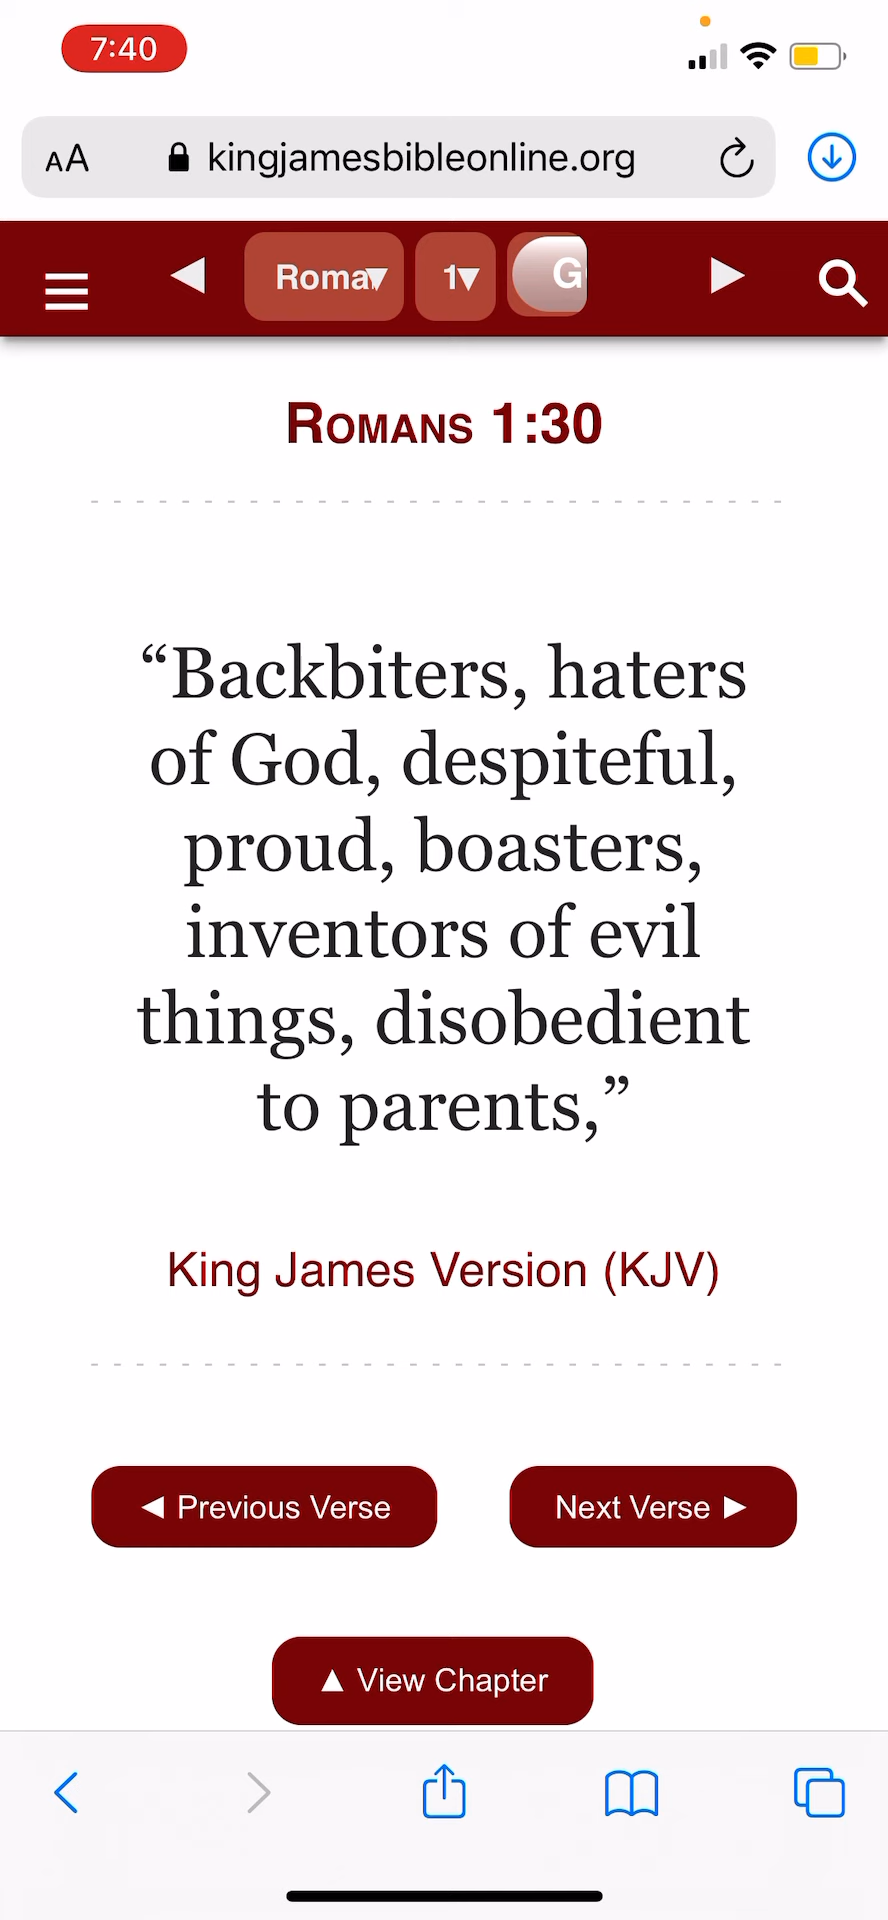 7:40
AA kingjamesbibleonline.org
Roma 1 G
ROMANS 1:30
“Backbiters, haters
of God, despiteful,
proud, boasters,
inventors of evil
things, disobedient
to parents,”
King James Version (KJV)
◄ Previous Verse
Next Verse ►
▲ View Chapter